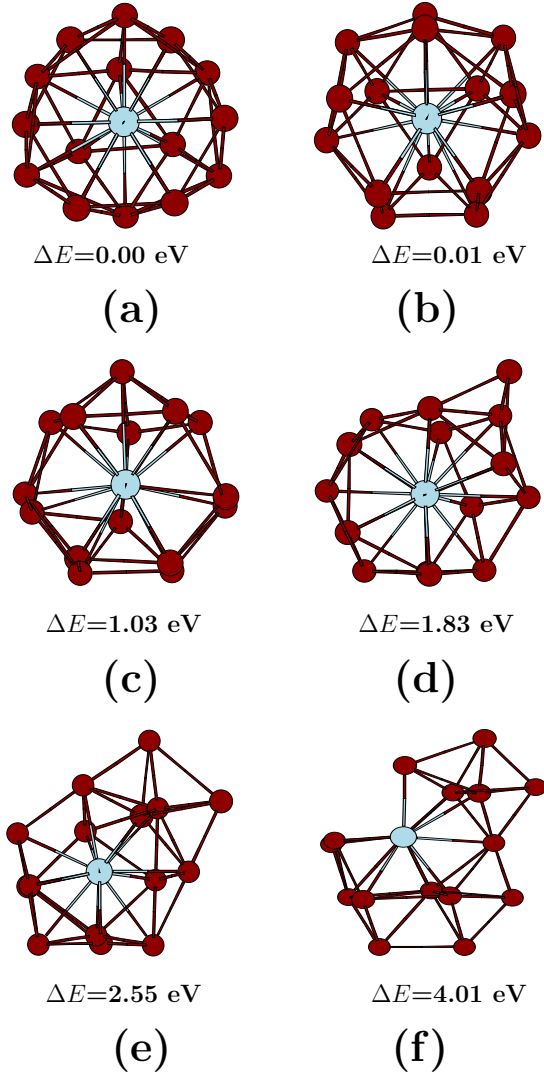 ΔE=0.00 eV
ΔE=0.01 eV
(a)
(b)
ΔE=1.03 eV
ΔE=1.83 eV
(c)
(d)
ΔE=2.55 eV
ΔE=4.01 eV
(e)
(f)